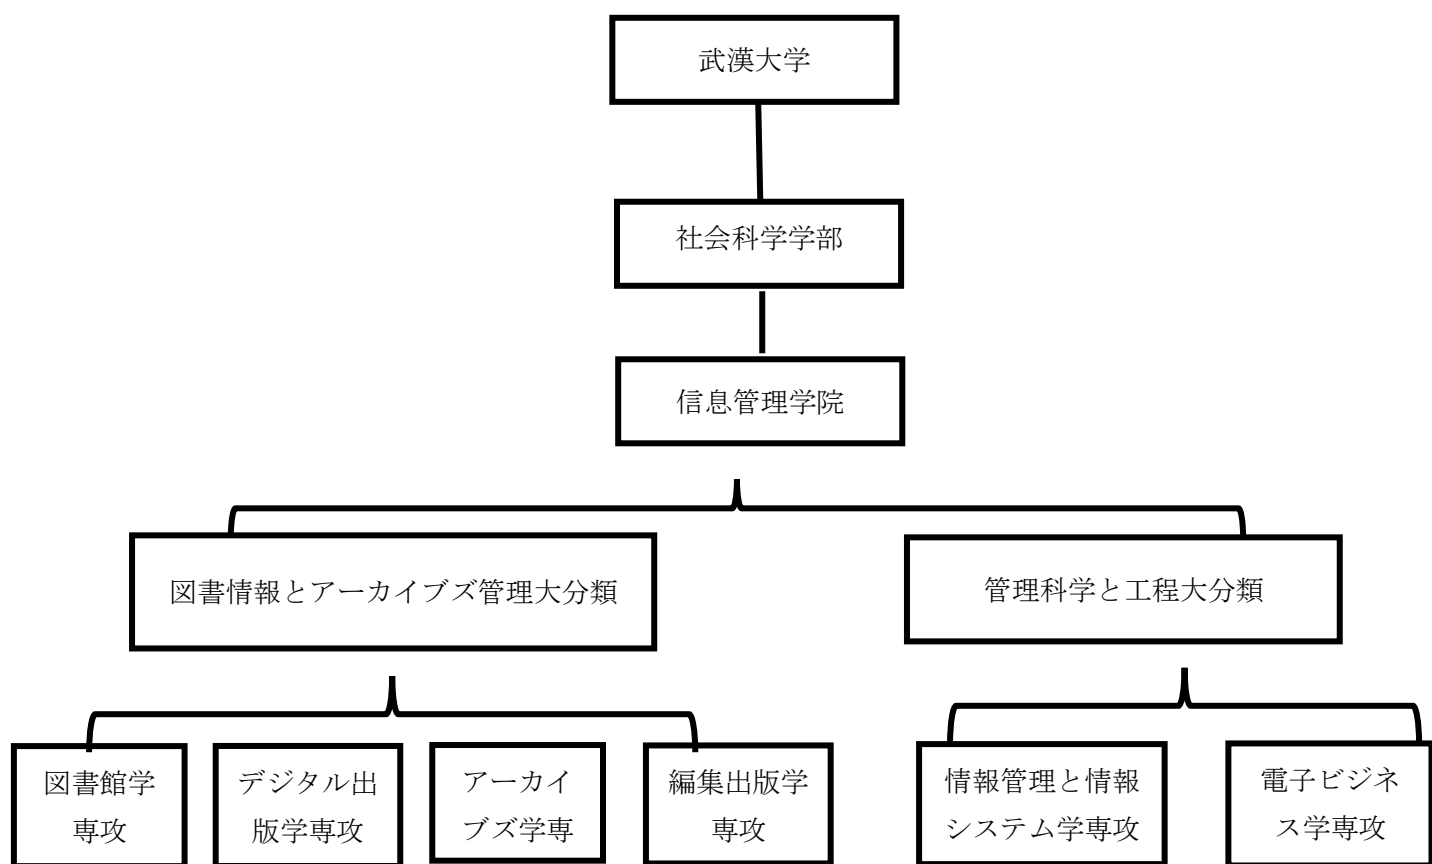 武漢大学
社会科学学部
信息管理学院
図書情報とアーカイブズ管理大分類
管理科学と工程大分類
図書館学
専攻
デジタル出
版学専攻
アーカイ
ブズ学専
編集出版学
専攻
情報管理と情報
システム学専攻
電子ビジネ
ス学専攻